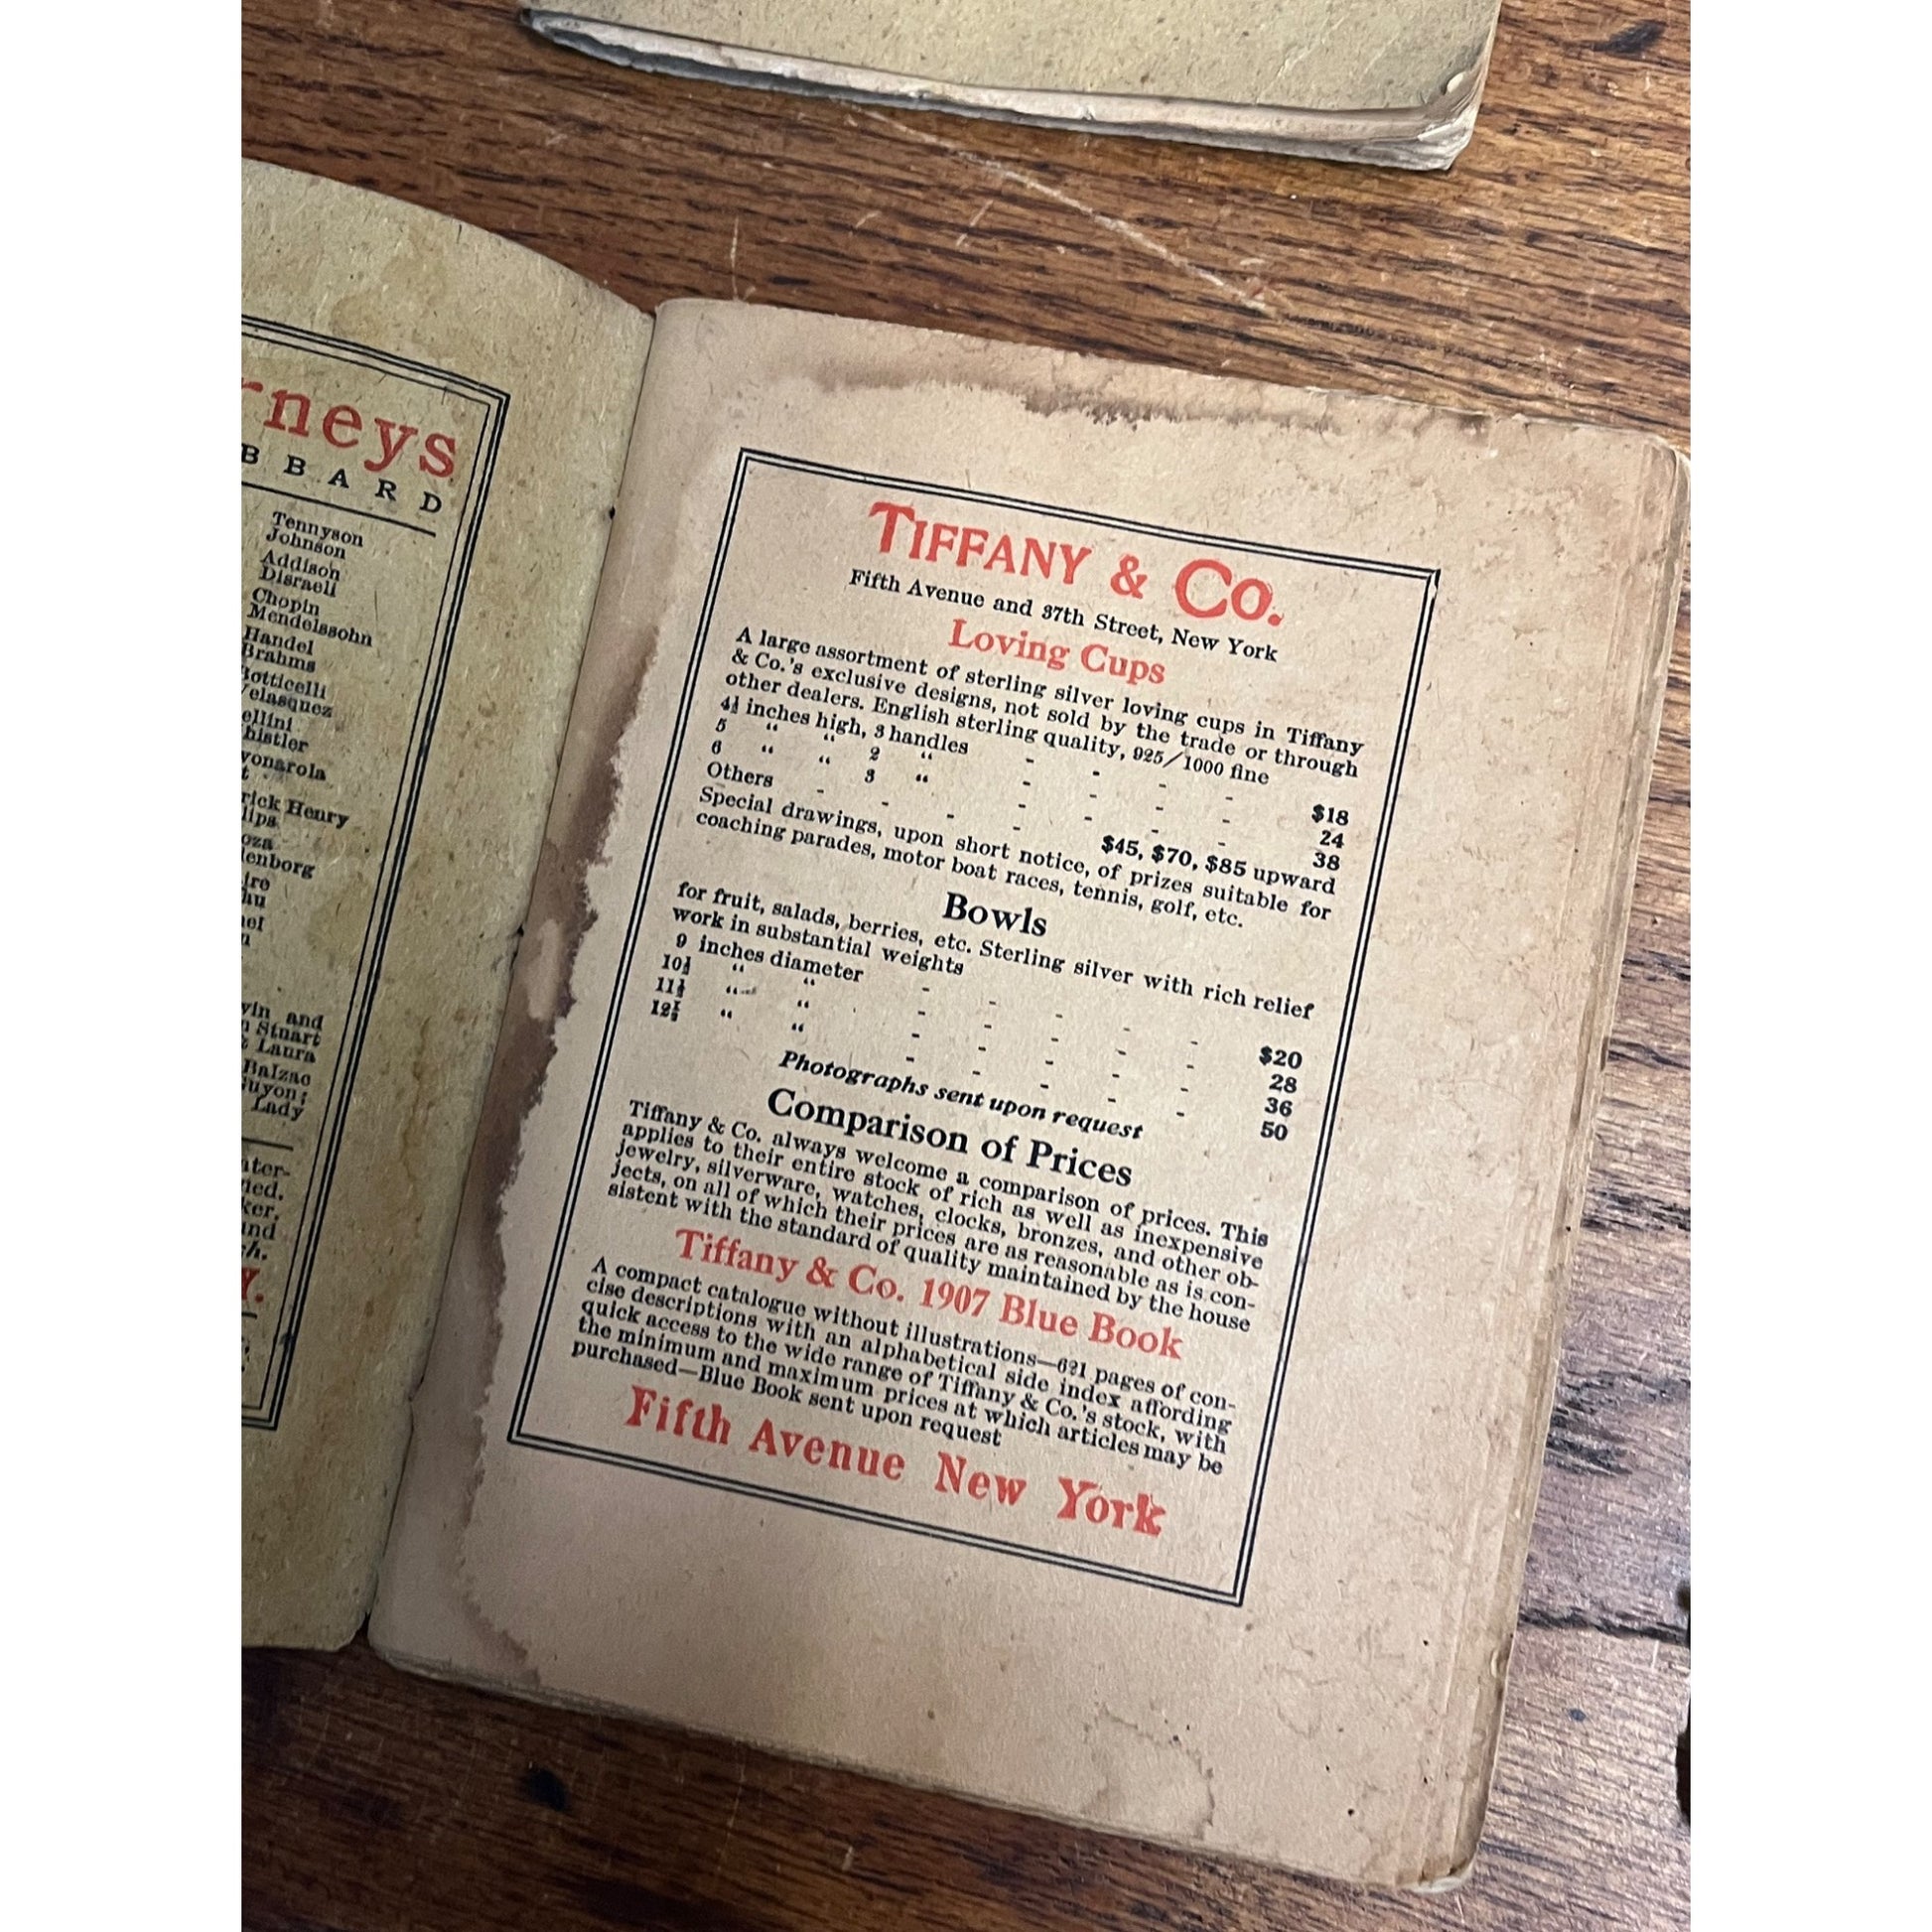 rneys
BBARD
Tennyson
Johnson
Addison
Disraeli
Chopin
Mendelssohn
Handel
Brahms
otticelli
elasquez
ellini
histler
vonarola
t
rick Henry
lips
oza
lenborg
ire
hu
net
n
vin and
n Stuart
& Laura
Balzac
Guyon;
Lady
ter-
ied.
ker,
and
ch.
Y.
TIFFANY & CO.
Fifth Avenue and 37th Street, New York
Loving Cups
A large assortment of sterling silver loving cups in Tiffany
& Co.'s exclusive designs, not sold by the trade or through
other dealers. English sterling quality, 925/1000 fine
4½ inches high, 3 handles - - - - $18
5 “ “ 2 “ - - - - 24
6 “ “ 3 “ - - - - 38
Others - - - - - $45, $70, $85 upward
Special drawings, upon short notice, of prizes suitable for
coaching parades, motor boat races, tennis, golf, etc.
Bowls
for fruit, salads, berries, etc. Sterling silver with rich relief
work in substantial weights
9 inches diameter - - - - - $20
10½ “ “ - - - - - 28
11½ “ “ - - - - - 36
12½ “ “ - - - - - 50
Photographs sent upon request
Comparison of Prices
Tiffany & Co. always welcome a comparison of prices. This
applies to their entire stock of rich as well as inexpensive
jewelry, silverware, watches, clocks, bronzes, and other ob-
jects, on all of which their prices are as reasonable as is con-
sistent with the standard of quality maintained by the house
Tiffany & Co. 1907 Blue Book
A compact catalogue without illustrations—621 pages of con-
cise descriptions with an alphabetical side index affording
quick access to the wide range of Tiffany & Co.'s stock, with
the minimum and maximum prices at which articles may be
purchased—Blue Book sent upon request
Fifth Avenue New York